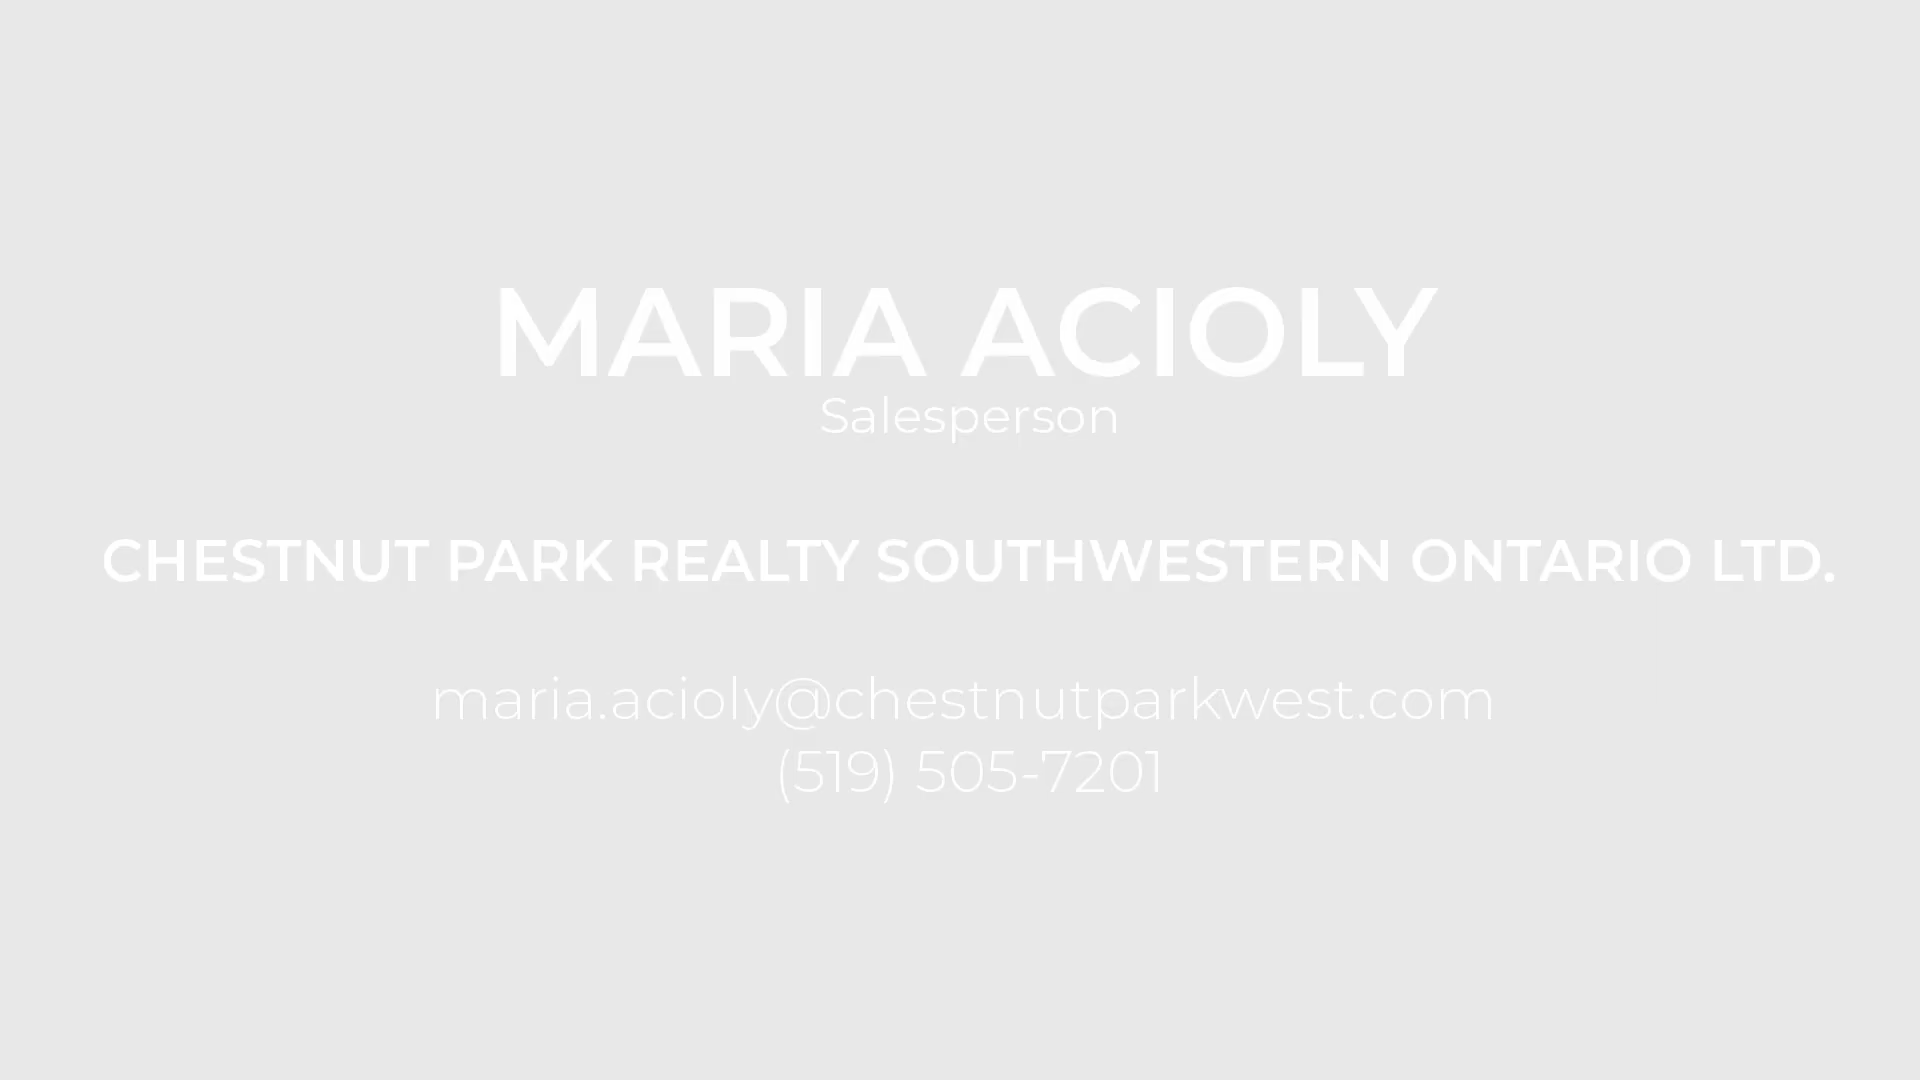 MARIA ACIOLY
Salesperson
CHESTNUT PARK REALTY SOUTHWESTERN ONTARIO LTD.
maria.acioly@chestnutparkwest.com
(519) 505-7201